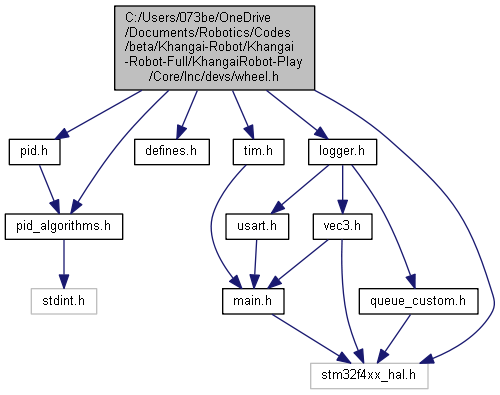 C:/Users/ﻩ073be/OneDrive
/Documents/Robotics/Codes
/beta/Khangai-Robot/Khangai
-Robot-Full/KhangaiRobot-Play
/Core/Inc/devs/wheel.h
pid.h
defines.h
tim.h
logger.h
pid_algorithms.h
usart.h
vec3.h
stdint.h
main.h
queue_custom.h
stm32f4xx_hal.h